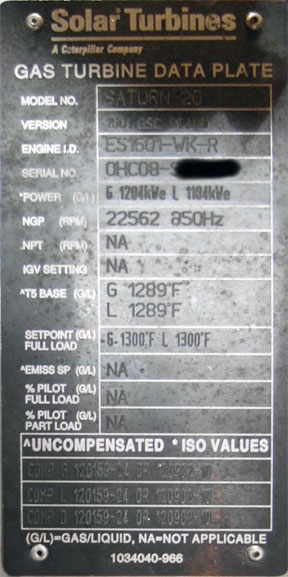 Solar Turbines
A Caterpillar Company
GAS TURBINE DATA PLATE
MODEL NO. SATURN 20
VERSION
ENGINE I.D. ES1601-WK-R
SERIAL NO. OHC08-S
*POWER (G/L) G 1204kWe L 1184kWe
NGP (RPM) 22562 @50Hz
NPT (RPM) NA
IGV SETTING NA
^T5 BASE (G/L) G 1289°F
L 1289°F
SETPOINT (G/L) FULL LOAD G 1300°F L 1300°F
^EMISS SP (G/L) NA
% PILOT (G/L) FULL LOAD NA
% PILOT (G/L) PART LOAD NA
^UNCOMPENSATED * ISO VALUES
COMP G 120159-24 OR 120900-10
COMP L 120159-24 OR 120900-10
COMP D 120159-24 OR 120900-10
(G/L)=GAS/LIQUID, NA=NOT APPLICABLE
1034040-966